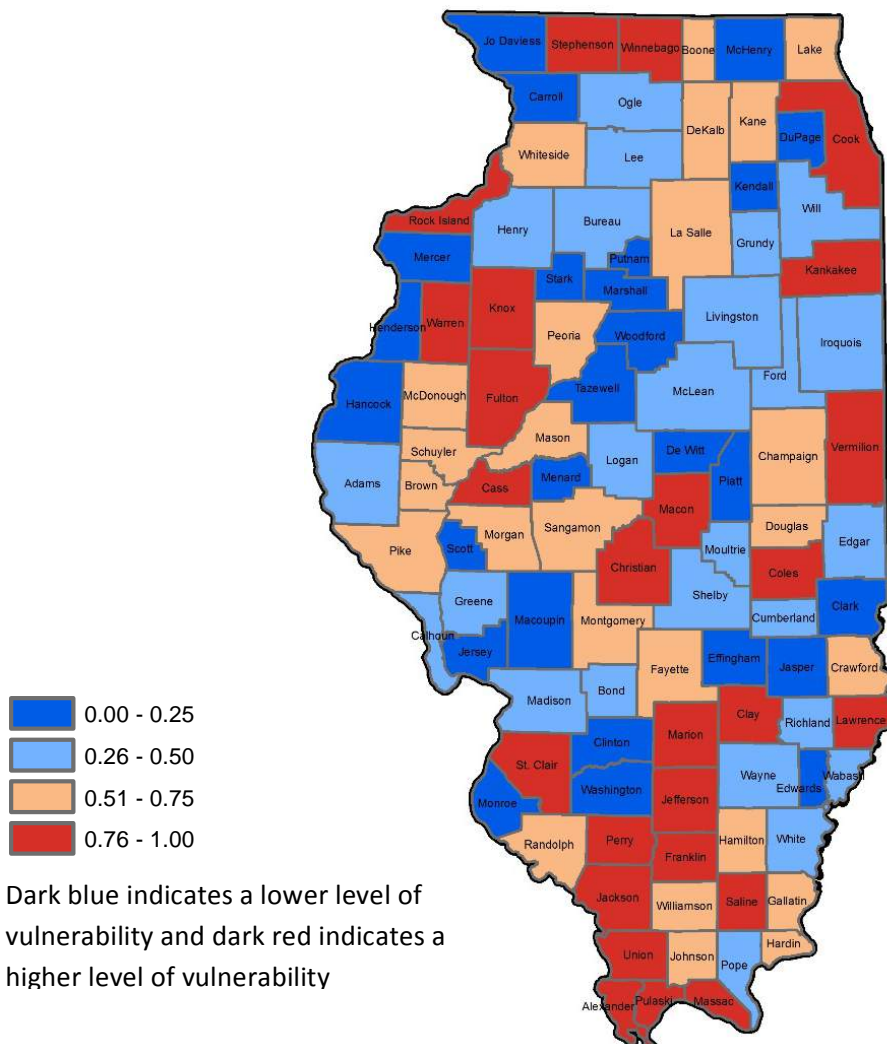 Jo Daviess Stephenson Winnebago Boone McHenry Lake
Carroll Ogle DeKalb Kane DuPage Cook
Whiteside Lee Kendall Will
Rock Island Henry Bureau La Salle Grundy
Mercer Stark Putnam Kankakee
Marshall
Henderson Warren Knox Peoria Woodford Livingston Iroquois
Hancock McDonough Fulton Tazewell McLean Ford
Mason
Schuyler Logan De Witt Champaign Vermilion
Adams Brown Cass Menard Piatt
Macon
Pike Scott Morgan Sangamon Moultrie Douglas Edgar
Christian Coles
Greene Shelby Cumberland Clark
Calhoun Jersey Macoupin Montgomery
Fayette Effingham Jasper Crawford
Madison Bond
Clay Richland Lawrence
Clinton Marion
St. Clair Wayne Wabash
Monroe Washington Jefferson Edwards
Randolph Perry Hamilton White
Franklin
Jackson Williamson Saline Gallatin
Union Johnson Pope Hardin
Alexander Pulaski Massac
0.00 - 0.25
0.26 - 0.50
0.51 - 0.75
0.76 - 1.00
Dark blue indicates a lower level of
vulnerability and dark red indicates a
higher level of vulnerability